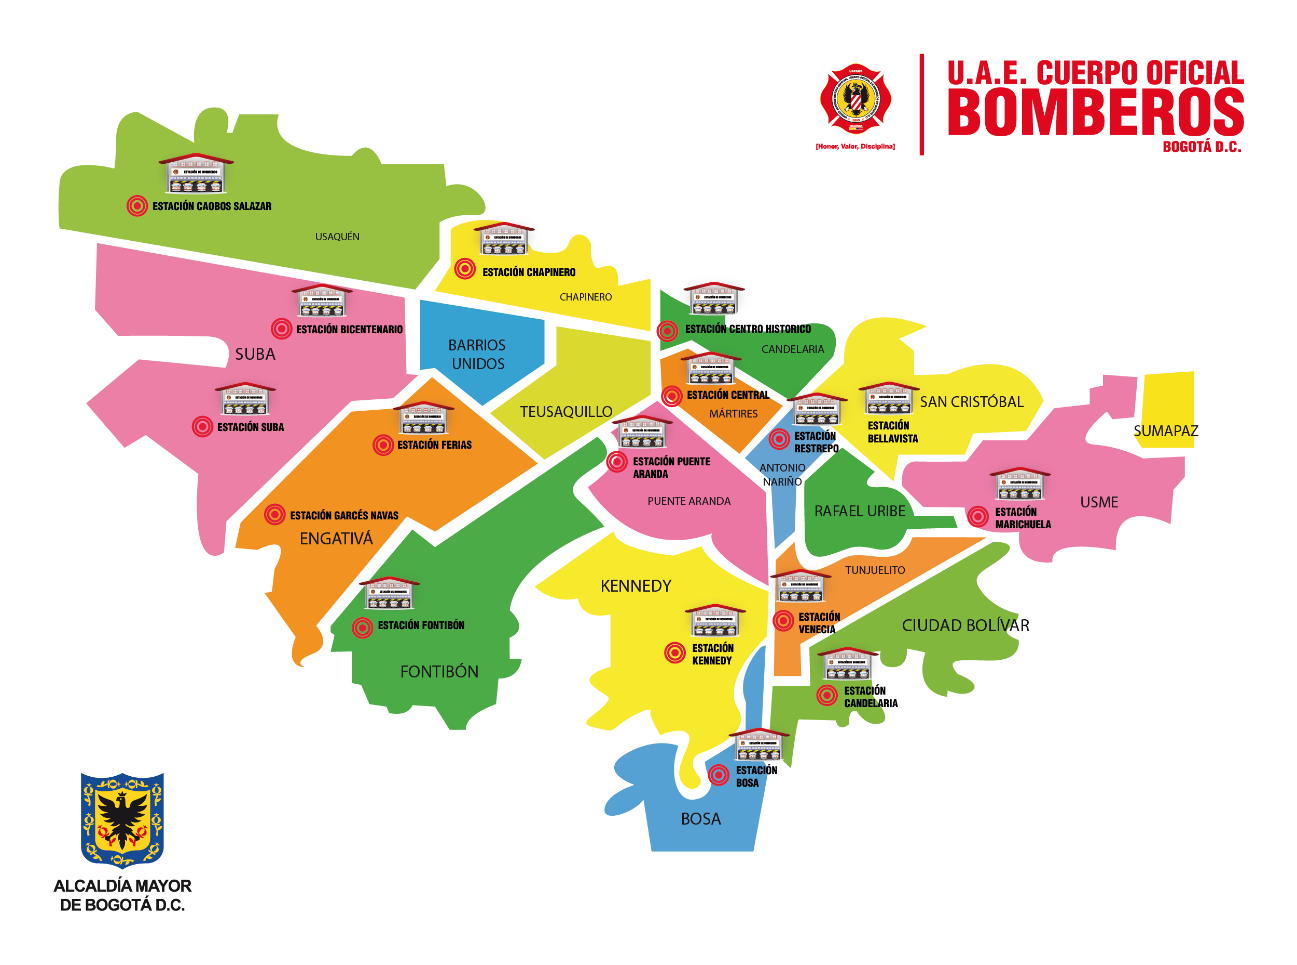 U.A.E. CUERPO OFICIAL
BOMBEROS
BOGOTÁ D.C.
[Honor, Valor, Disciplina]
ESTACIÓN DE BOMBEROS
ESTACIÓN CAOBOS SALAZAR
USAQUÉN
ESTACIÓN CHAPINERO
CHAPINERO
ESTACIÓN BICENTENARIO
SUBA
ESTACIÓN SUBA
BARRIOS
UNIDOS
TEUSAQUILLO
ESTACIÓN CENTRO HISTORICO
CANDELARIA
ESTACIÓN CENTRAL
MÁRTIRES
ESTACIÓN FERIAS
ESTACIÓN GARCÉS NAVAS
ENGATIVÁ
ESTACIÓN PUENTE
ARANDA
PUENTE ARANDA
ESTACIÓN
RESTREPO
ANTONIO
NARIÑO
ESTACIÓN
BELLAVISTA
SAN CRISTÓBAL
SUMAPAZ
RAFAEL URIBE
ESTACIÓN
MARICHUELA
USME
TUNJUELITO
ESTACIÓN
VENECIA
CIUDAD BOLÍVAR
ESTACIÓN
CANDELARIA
KENNEDY
ESTACIÓN
KENNEDY
ESTACIÓN FONTIBÓN
FONTIBÓN
ESTACIÓN
BOSA
BOSA
ALCALDÍA MAYOR
DE BOGOTÁ D.C.